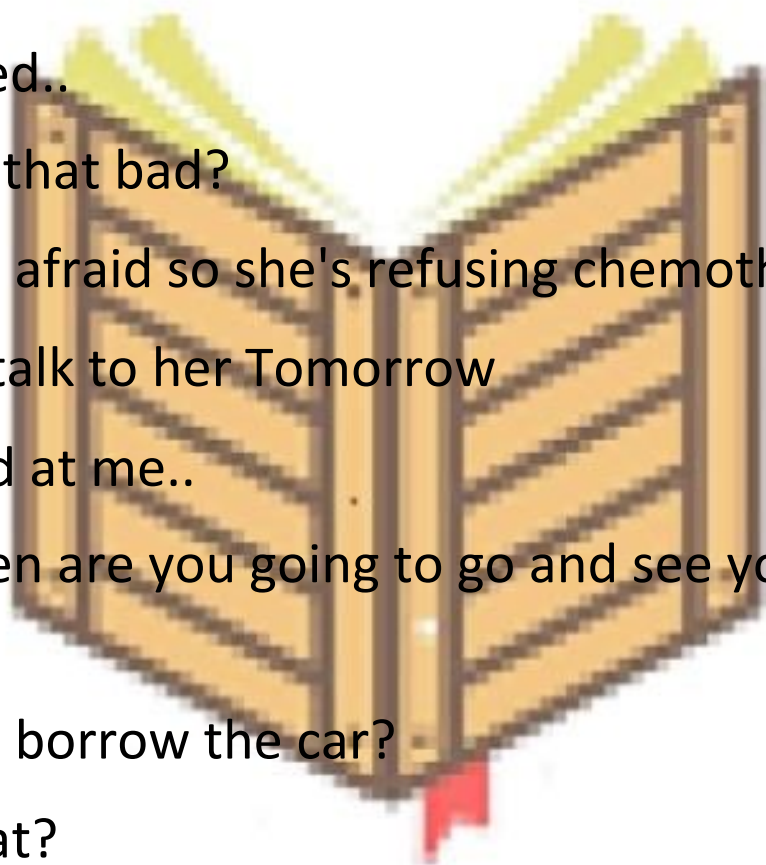 ed..
that bad?
afraid so she's refusing chemoth
talk to her Tomorrow
d at me..
en are you going to go and see yo
borrow the car?
at?